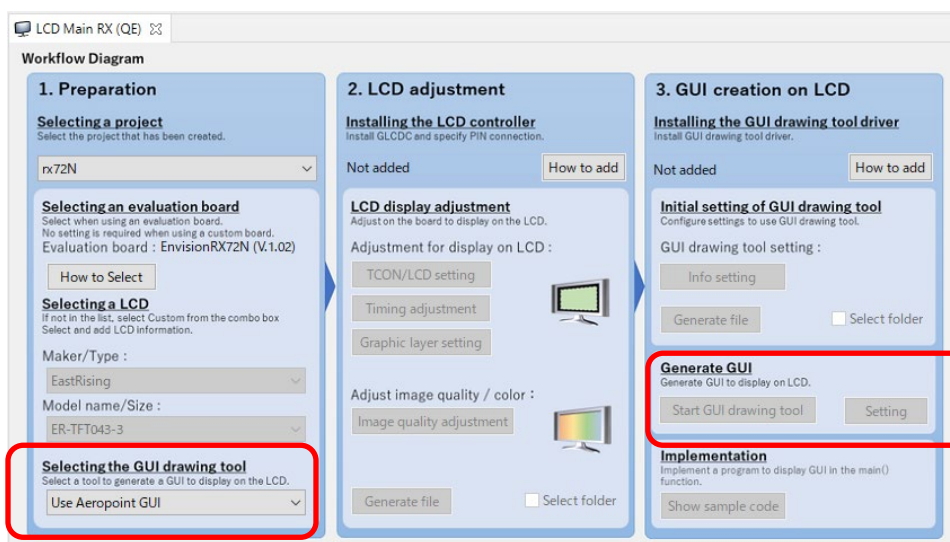 LCD Main RX (QE)
Workflow Diagram
1. Preparation
Selecting a project
Select the project that has been created.
rx72N
Selecting an evaluation board
Select when using an evaluation board.
No setting is required when using a custom board.
Evaluation board : EnvisionRX72N (V.1.02)
How to Select
Selecting a LCD
If not in the list, select Custom from the combo box
Select and add LCD information.
Maker/Type :
EastRising
Model name/Size :
ER-TFT043-3
Selecting the GUI drawing tool
Select a tool to generate a GUI to display on the LCD.
Use Aeropoint GUI
2. LCD adjustment
Installing the LCD controller
Install GLCDC and specify PIN connection.
Not added How to add
LCD display adjustment
Adjust on the board to display on the LCD.
Adjustment for display on LCD :
TCON/LCD setting
Timing adjustment
Graphic layer setting
Adjust image quality / color :
Image quality adjustment
Generate file Select folder
3. GUI creation on LCD
Installing the GUI drawing tool driver
Install GUI drawing tool driver.
Not added How to add
Initial setting of GUI drawing tool
Configure settings to use GUI drawing tool.
GUI drawing tool setting :
Info setting
Generate file Select folder
Generate GUI
Generate GUI to display on LCD.
Start GUI drawing tool Setting
Implementation
Implement a program to display GUI in the main()
function.
Show sample code